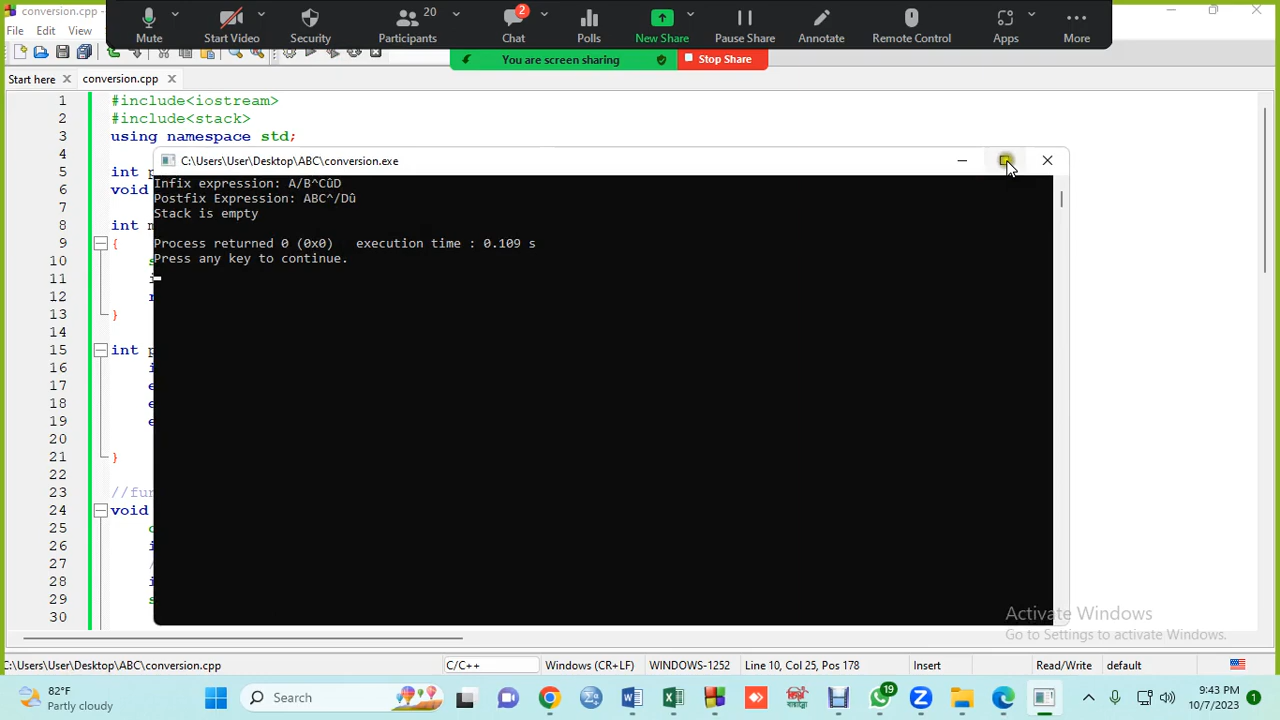 conversion.cpp -
Mute
Start Video
Security
20
Participants
2
Chat
Polls
New Share
Pause Share
Annotate
Remote Control
Apps
More
File Edit View
You are screen sharing
Stop Share
Start here
conversion.cpp
1 #include<iostream>
2 #include<stack>
3 using namespace std;
4
5 int p
6 void
7
8 int m
9 {
10 s
11 i
12 r
13 }
14
15 int p
16 i
17 e
18 e
19 e
20
21 }
22
23 //fun
24 void
25
26 i
27 /
28 i
29 s
30
C:\Users\User\Desktop\ABC\conversion.exe
Infix expression: A/B^CûD
Postfix Expression: ABC^/Dû
Stack is empty
Process returned 0 (0x0)   execution time : 0.109 s
Press any key to continue.
Activate Windows
Go to Settings to activate Windows.
C:\Users\User\Desktop\ABC\conversion.cpp
C/C++
Windows (CR+LF)
WINDOWS-1252
Line 10, Col 25, Pos 178
Insert
Read/Write
default
82°F
Partly cloudy
Search
19
9:43 PM
10/7/2023
1